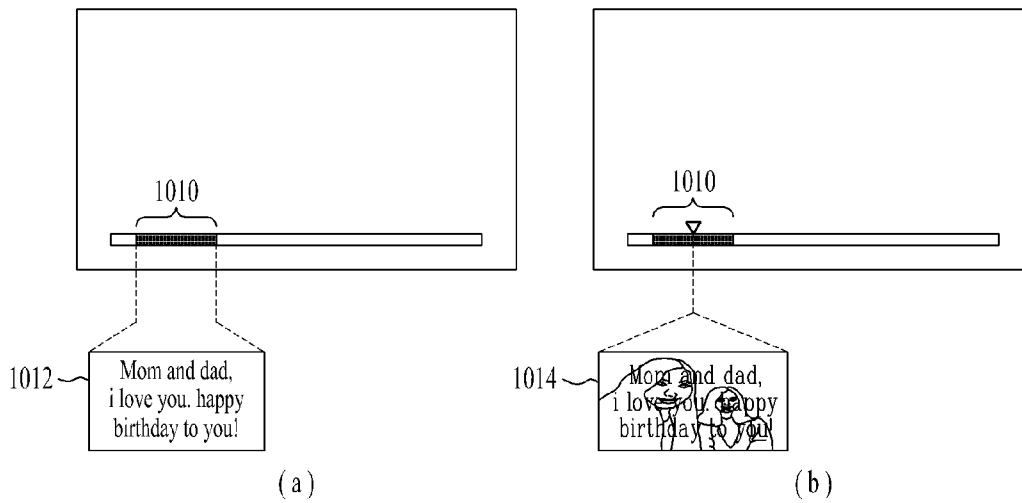 1010
1012
Mom and dad,
i love you. happy
birthday to you!
(a)
1010
1014
Mom and dad,
i love you. happy
birthday to you!
(b)